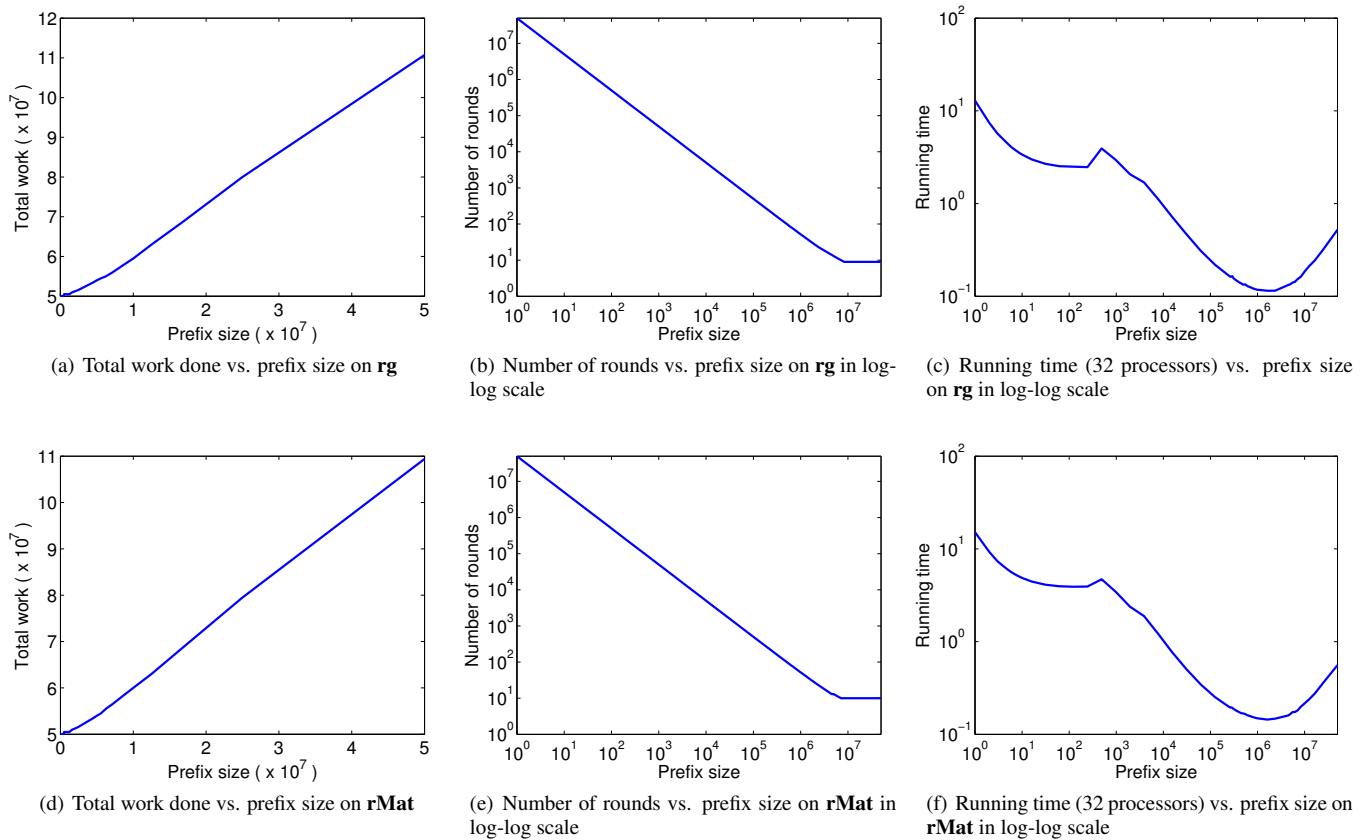 12
11
10
9
8
7
6
5
Total work ( x 10^7 )
0 1 2 3 4 5
Prefix size ( x 10^7 )
(a) Total work done vs. prefix size on rg
10^7
10^6
10^5
10^4
10^3
10^2
10^1
10^0
Number of rounds
10^0 10^1 10^2 10^3 10^4 10^5 10^6 10^7
Prefix size
(b) Number of rounds vs. prefix size on rg in log-
log scale
10^2
10^1
10^0
10^−1
Running time
10^0 10^1 10^2 10^3 10^4 10^5 10^6 10^7
Prefix size
(c) Running time (32 processors) vs. prefix size
on rg in log-log scale
11
10
9
8
7
6
5
Total work ( x 10^7 )
0 1 2 3 4 5
Prefix size ( x 10^7 )
(d) Total work done vs. prefix size on rMat
10^7
10^6
10^5
10^4
10^3
10^2
10^1
10^0
Number of rounds
10^0 10^1 10^2 10^3 10^4 10^5 10^6 10^7
Prefix size
(e) Number of rounds vs. prefix size on rMat in
log-log scale
10^2
10^1
10^0
10^−1
Running time
10^0 10^1 10^2 10^3 10^4 10^5 10^6 10^7
Prefix size
(f) Running time (32 processors) vs. prefix size on
rMat in log-log scale